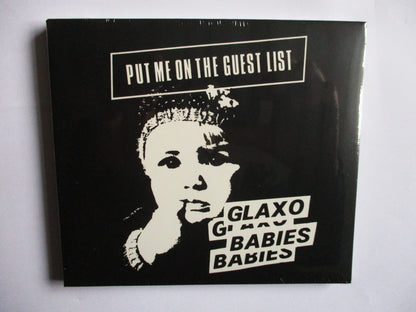 PUT ME ON THE GUEST LIST
GLAXO
GLAXO
BABIES
BABIES